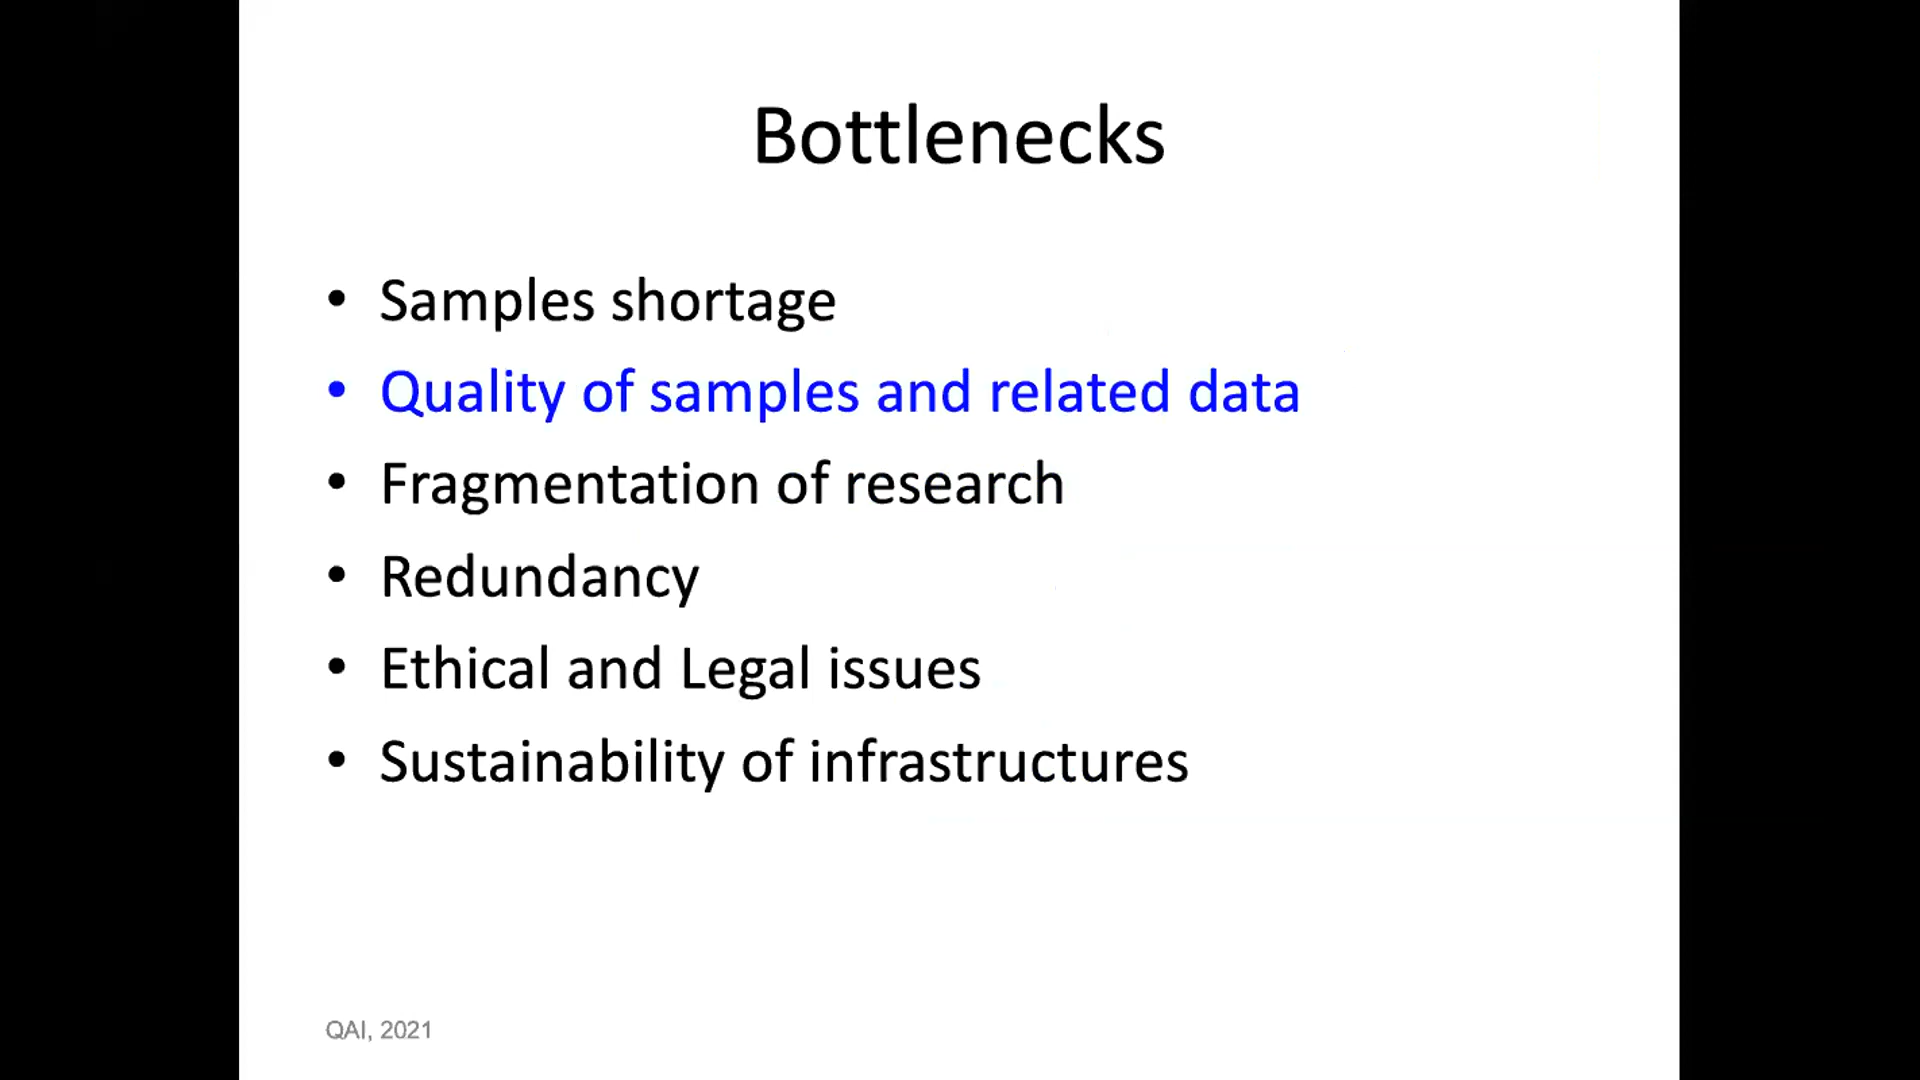 Bottlenecks
• Samples shortage
• Quality of samples and related data
• Fragmentation of research
• Redundancy
• Ethical and Legal issues
• Sustainability of infrastructures
QAI, 2021